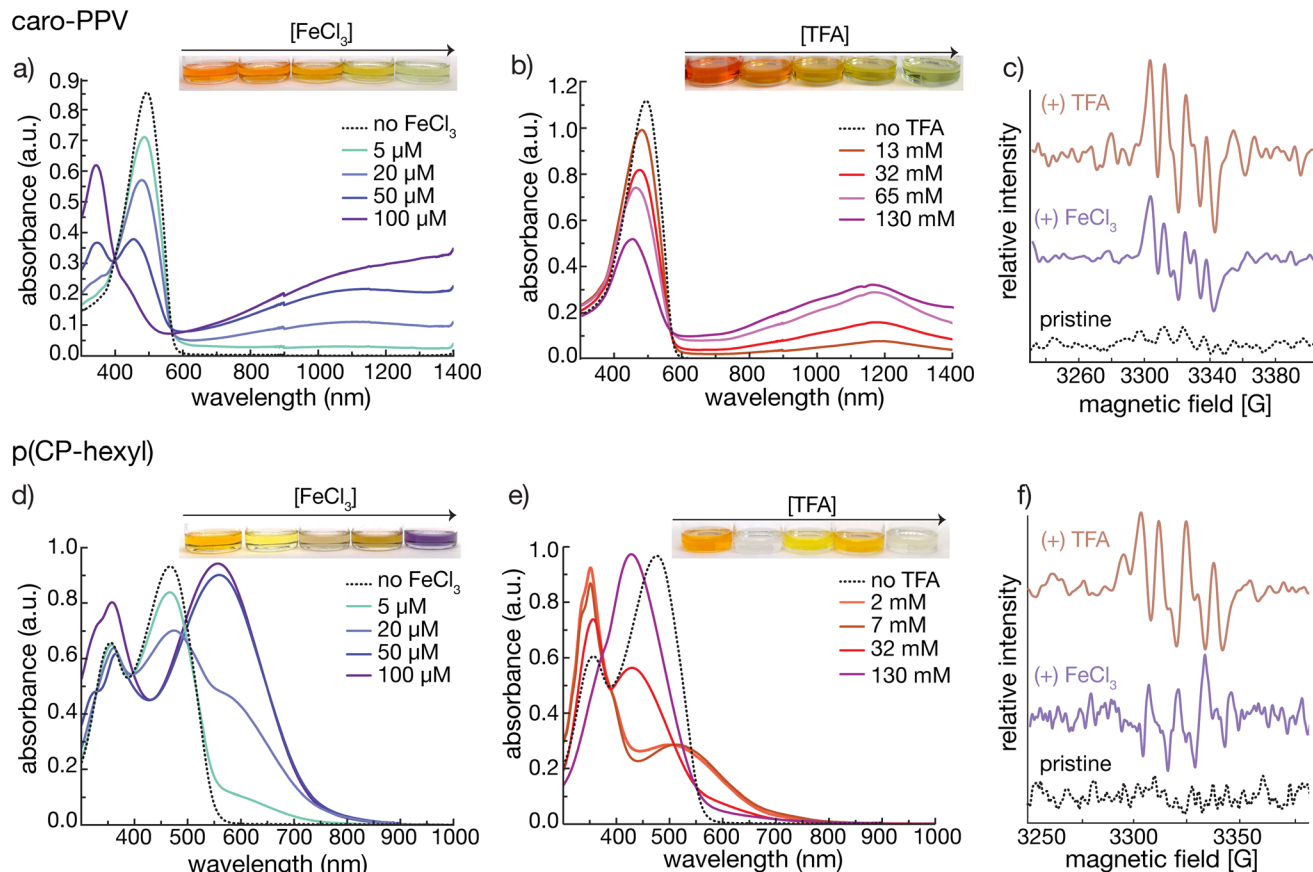 caro-PPV
[FeCl₃]
a)
0.9
0.8
0.7
0.6
0.5
0.4
0.3
0.2
0.1
0.0
absorbance (a.u.)
no FeCl₃
5 µM
20 µM
50 µM
100 µM
400 600 800 1000 1200 1400
wavelength (nm)
[TFA]
b)
1.2
1.0
0.8
0.6
0.4
0.2
0.0
absorbance (a.u.)
no TFA
13 mM
32 mM
65 mM
130 mM
400 600 800 1000 1200 1400
wavelength (nm)
c)
(+) TFA
(+) FeCl₃
pristine
relative intensity
3260 3300 3340 3380
magnetic field [G]
p(CP-hexyl)
[FeCl₃]
d)
1.0
0.8
0.6
0.4
0.2
0.0
absorbance (a.u.)
no FeCl₃
5 µM
20 µM
50 µM
100 µM
400 500 600 700 800 900 1000
wavelength (nm)
[TFA]
e)
1.0
0.8
0.6
0.4
0.2
0.0
absorbance (a.u.)
no TFA
2 mM
7 mM
32 mM
130 mM
400 500 600 700 800 900 1000
wavelength (nm)
f)
(+) TFA
(+) FeCl₃
pristine
relative intensity
3250 3300 3350
magnetic field [G]